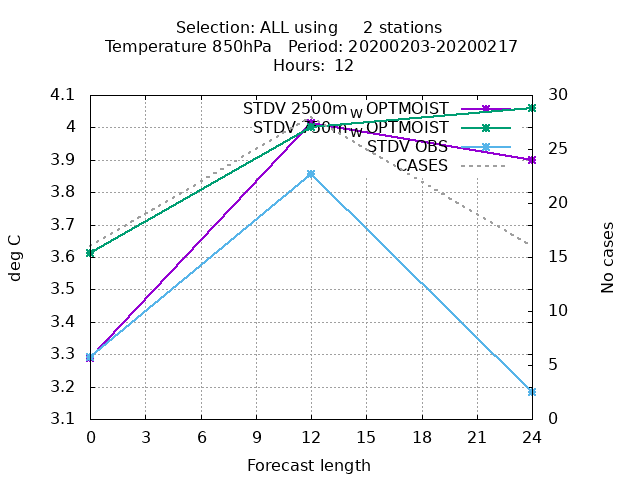 Selection: ALL using     2 stations
Temperature 850hPa   Period: 20200203-20200217
Hours:  12
STDV 2500m W OPTMOIST
STDV W OPTMOIST
STDV OBS
CASES
deg C
4.1
4
3.9
3.8
3.7
3.6
3.5
3.4
3.3
3.2
3.1
30
25
20
15
10
5
0
No cases
0 3 6 9 12 15 18 21 24
Forecast length